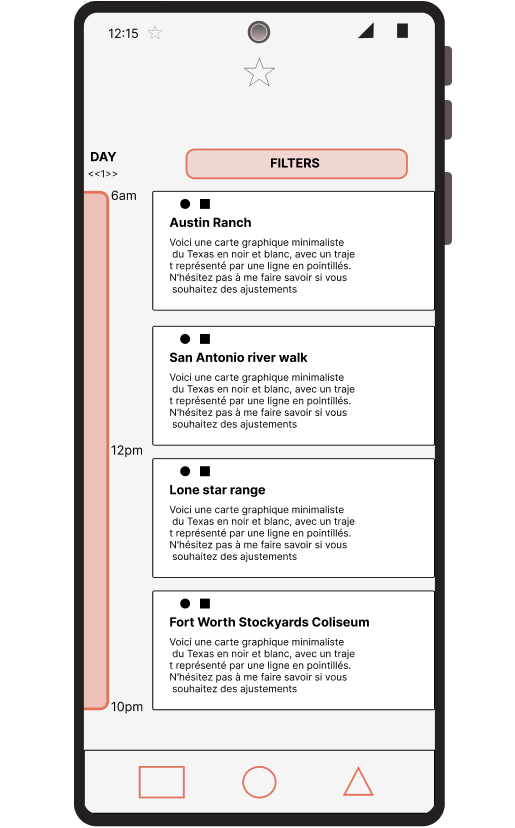 12:15
DAY
<<1>>
FILTERS
6am
Austin Ranch
Voici une carte graphique minimaliste
du Texas en noir et blanc, avec un traje
t représenté par une ligne en pointillés.
N'hésitez pas à me faire savoir si vous
souhaitez des ajustements
San Antonio river walk
Voici une carte graphique minimaliste
du Texas en noir et blanc, avec un traje
t représenté par une ligne en pointillés.
N'hésitez pas à me faire savoir si vous
souhaitez des ajustements
12pm
Lone star range
Voici une carte graphique minimaliste
du Texas en noir et blanc, avec un traje
t représenté par une ligne en pointillés.
N'hésitez pas à me faire savoir si vous
souhaitez des ajustements
Fort Worth Stockyards Coliseum
Voici une carte graphique minimaliste
du Texas en noir et blanc, avec un traje
t représenté par une ligne en pointillés.
N'hésitez pas à me faire savoir si vous
souhaitez des ajustements
10pm